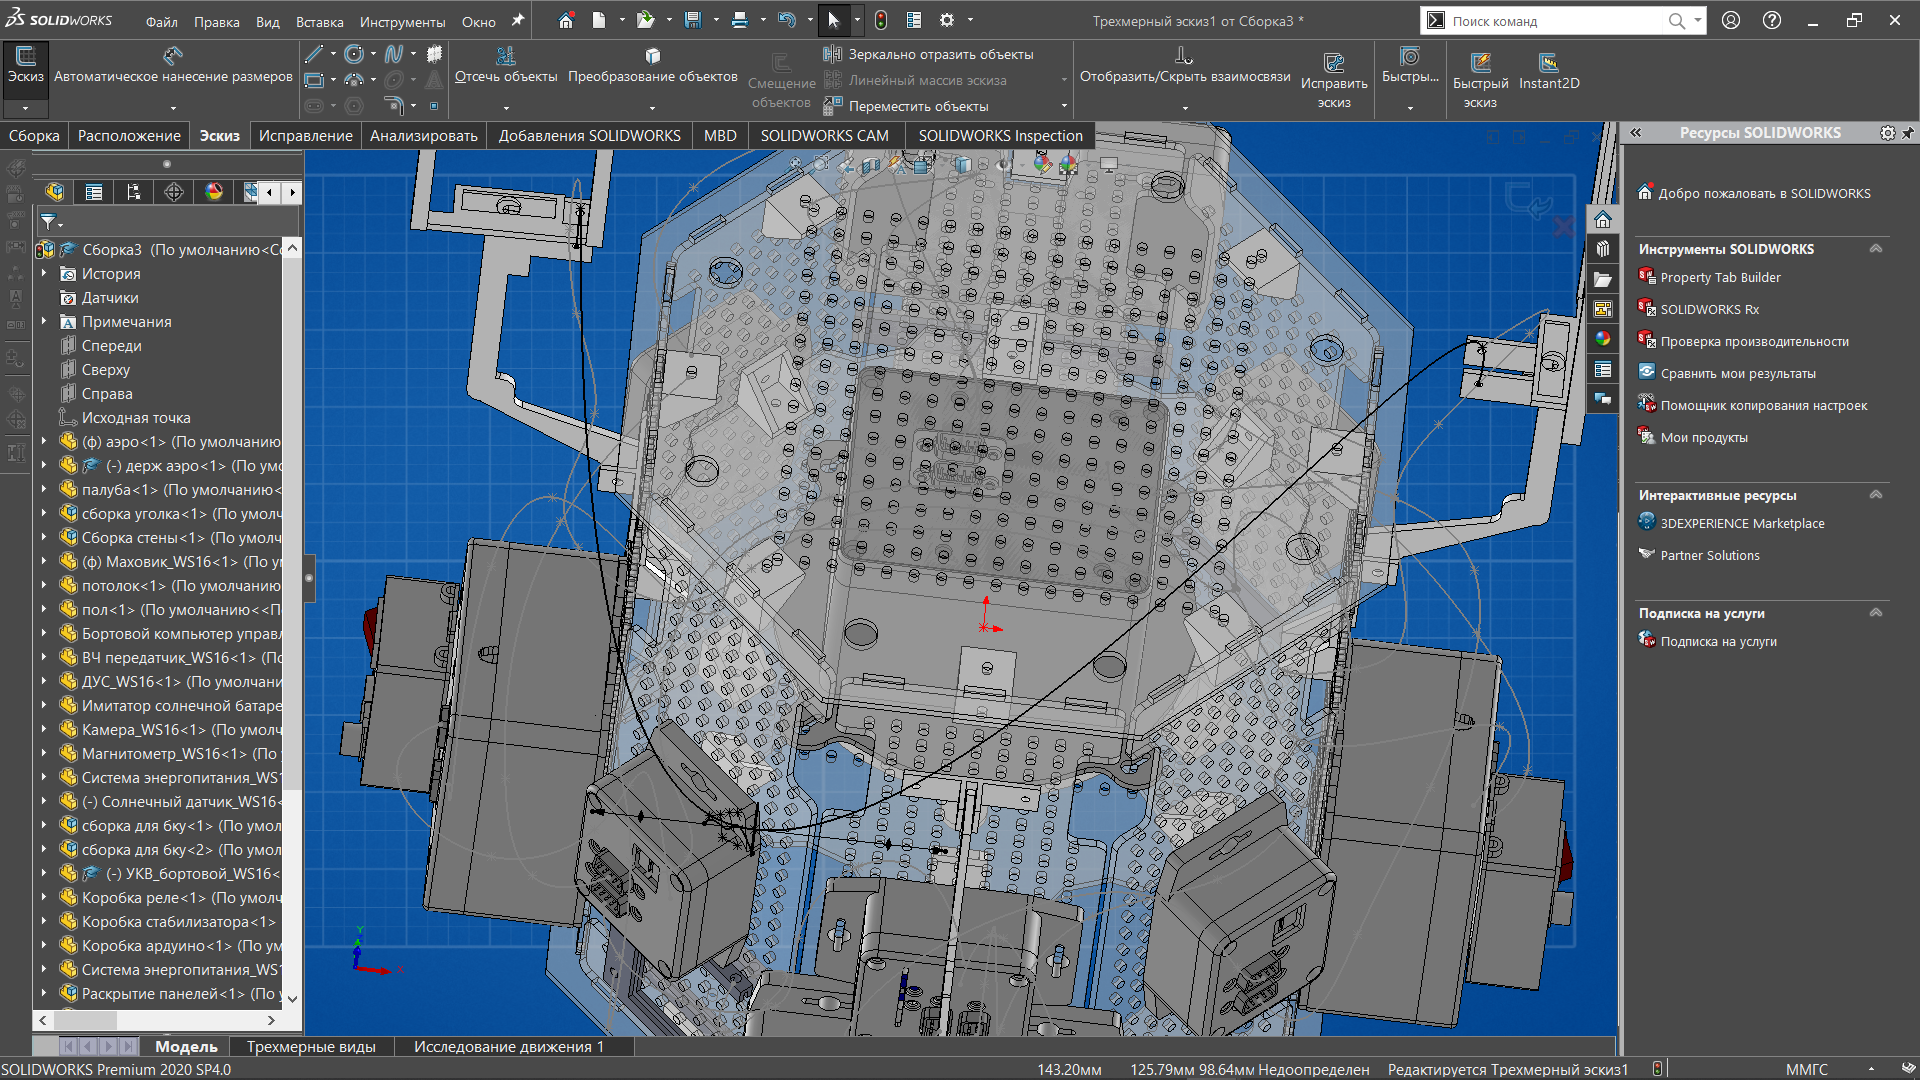 SOLIDWORKS
Файл
Правка
Вид
Вставка
Инструменты
Окно
Трехмерный эскиз1 от Сборка3 *
Поиск команд
Эскиз
Автоматическое нанесение размеров
Отсечь объекты
Преобразование объектов
Смещение объектов
Зеркально отразить объекты
Линейный массив эскиза
Переместить объекты
Отобразить/Скрыть взаимосвязи
Исправить эскиз
Быстры...
Быстрый эскиз
Instant2D
Сборка
Расположение
Эскиз
Исправление
Анализировать
Добавления SOLIDWORKS
MBD
SOLIDWORKS CAM
SOLIDWORKS Inspection
Сборка3 (По умолчанию<Сс
История
Датчики
Примечания
Спереди
Сверху
Справа
Исходная точка
(ф) аэро<1> (По умолчанию
(-) держ аэро<1> (По умс
палуба<1> (По умолчанию<
сборка уголка<1> (По умолч
Сборка стены<1> (По умолч
(ф) Маховик_WS16<1> (По у
потолок<1> (По умолчанию
пол<1> (По умолчанию<<П
Бортовой компьютер управл
ВЧ передатчик_WS16<1> (Пс
ДУС_WS16<1> (По умолчани
Имитатор солнечной батаре
Камера_WS16<1> (По умолч
Магнитометр_WS16<1> (По
Система энергопитания_WS1
(-) Солнечный датчик_WS16<
сборка для бку<1> (По умол
сборка для бку<2> (По умол
(-) УКВ_бортовой_WS16<
Коробка реле<1> (По умолч
Коробка стабилизатора<1>
Коробка ардуино<1> (По ум
Система энергопитания_WS1
Раскрытие панелей<1> (По у
Y
Ресурсы SOLIDWORKS
Добро пожаловать в SOLIDWORKS
Инструменты SOLIDWORKS
Property Tab Builder
SOLIDWORKS Rx
Проверка производительности
Сравнить мои результаты
Помощник копирования настроек
Мои продукты
Интерактивные ресурсы
3DEXPERIENCE Marketplace
Partner Solutions
Подписка на услуги
Подписка на услуги
Модель
Трехмерные виды
Исследование движения 1
SOLIDWORKS Premium 2020 SP4.0
143.20мм
125.79мм 98.64мм Недоопределен
Редактируется Трехмерный эскиз1
ММГС